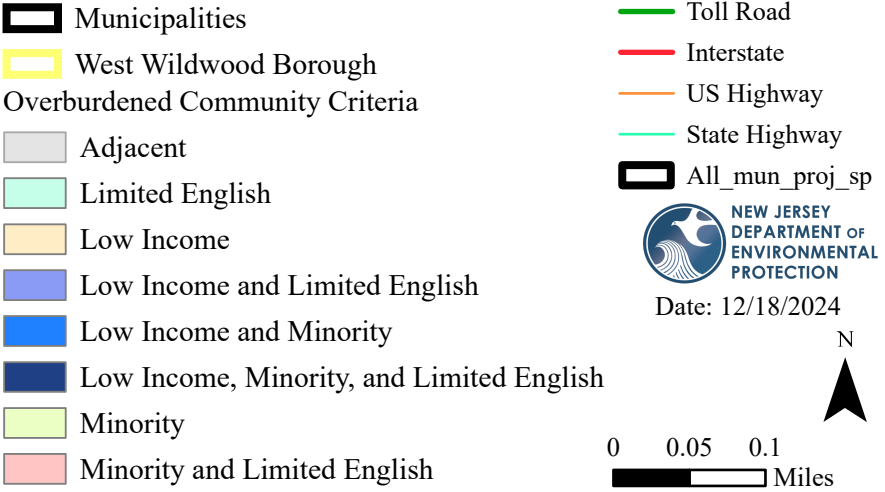 Municipalities
West Wildwood Borough
Overburdened Community Criteria
Adjacent
Limited English
Low Income
Low Income and Limited English
Low Income and Minority
Low Income, Minority, and Limited English
Minority
Minority and Limited English
Toll Road
Interstate
US Highway
State Highway
All_mun_proj_sp
NEW JERSEY
DEPARTMENT OF
ENVIRONMENTAL
PROTECTION
Date: 12/18/2024
N
0 0.05 0.1
Miles